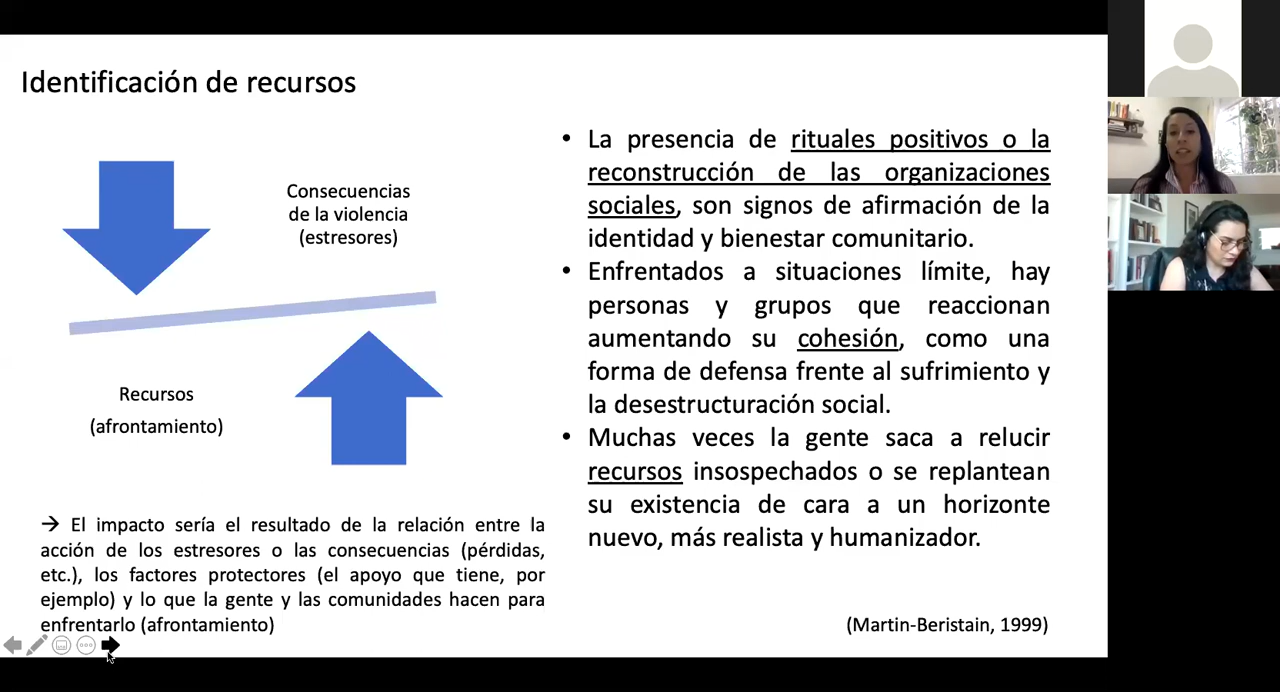 Identificación de recursos
Consecuencias
de la violencia
(estresores)
Recursos
(afrontamiento)
→ El impacto sería el resultado de la relación entre la
acción de los estresores o las consecuencias (pérdidas,
etc.), los factores protectores (el apoyo que tiene, por
ejemplo) y lo que la gente y las comunidades hacen para
enfrentarlo (afrontamiento)
• La presencia de rituales positivos o la
reconstrucción de las organizaciones
sociales, son signos de afirmación de la
identidad y bienestar comunitario.
• Enfrentados a situaciones límite, hay
personas y grupos que reaccionan
aumentando su cohesión, como una
forma de defensa frente al sufrimiento y
la desestructuración social.
• Muchas veces la gente saca a relucir
recursos insospechados o se replantean
su existencia de cara a un horizonte
nuevo, más realista y humanizador.
(Martin-Beristain, 1999)